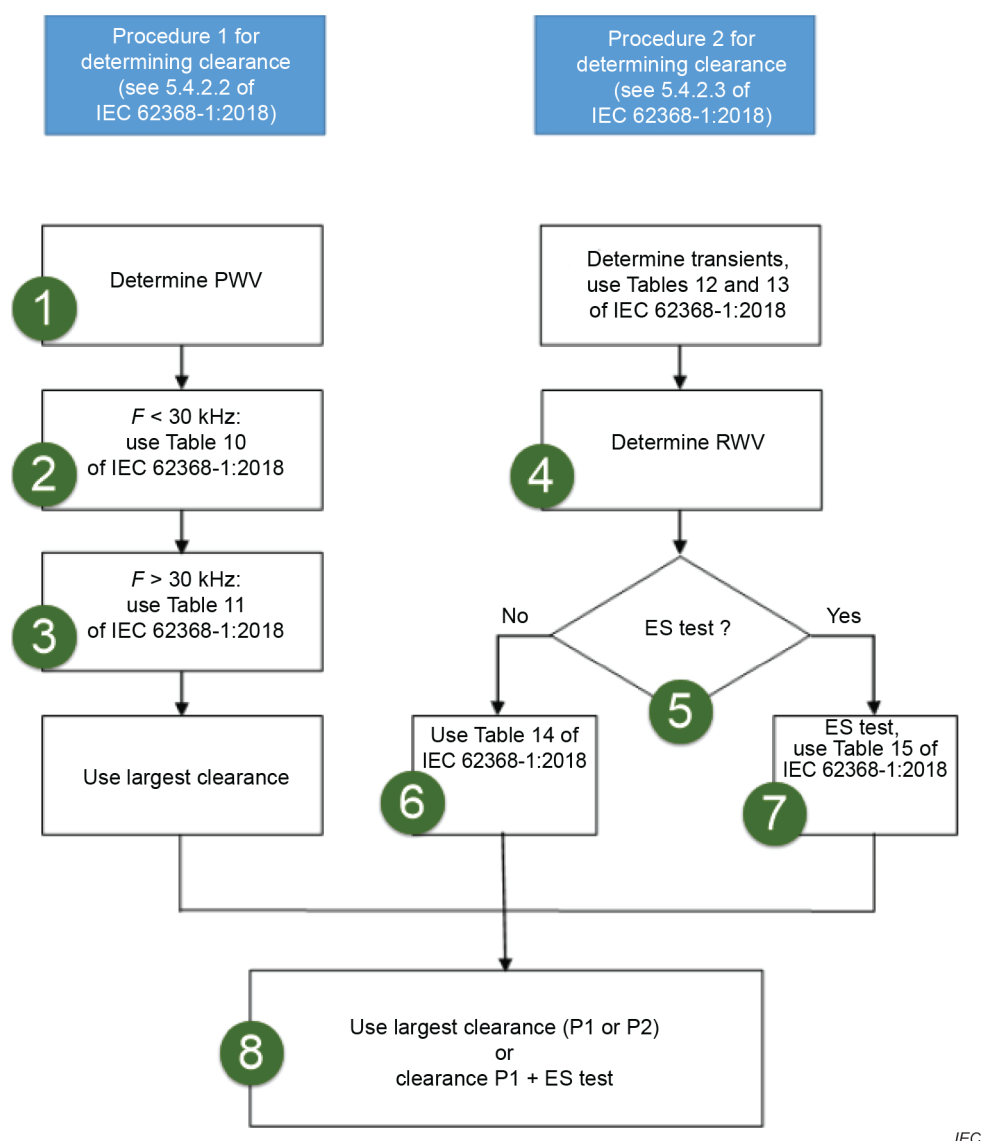 Procedure 1 for
determining clearance
(see 5.4.2.2 of
IEC 62368-1:2018)
Procedure 2 for
determining clearance
(see 5.4.2.3 of
IEC 62368-1:2018)
Determine PWV
1
F < 30 kHz:
use Table 10
of IEC 62368-1:2018
2
F > 30 kHz:
use Table 11
of IEC 62368-1:2018
3
Use largest clearance
Determine transients,
use Tables 12 and 13
of IEC 62368-1:2018
Determine RWV
4
ES test ?
No
Yes
5
Use Table 14 of
IEC 62368-1:2018
6
ES test,
use Table 15 of
IEC 62368-1:2018
7
Use largest clearance (P1 or P2)
or
clearance P1 + ES test
8
IEC